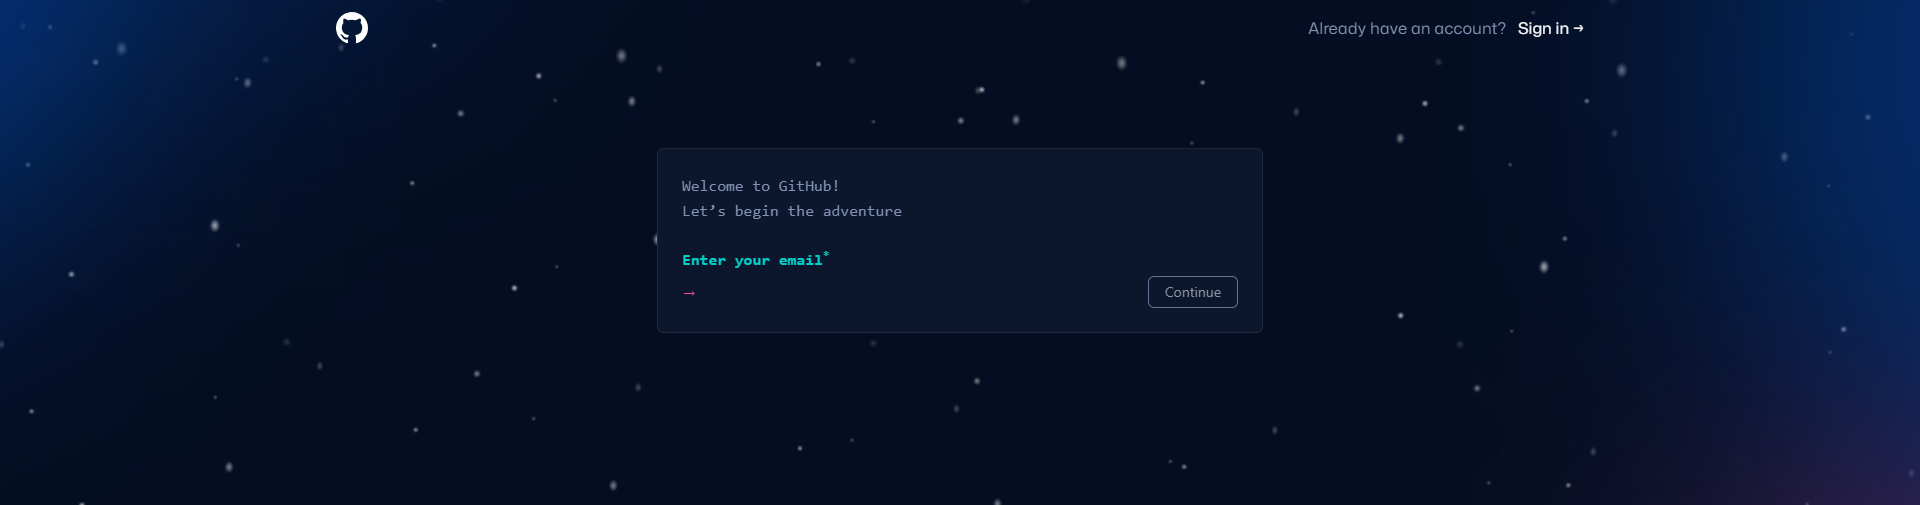 Already have an account? Sign in →
Welcome to GitHub!
Let’s begin the adventure
Enter your email*
→
Continue